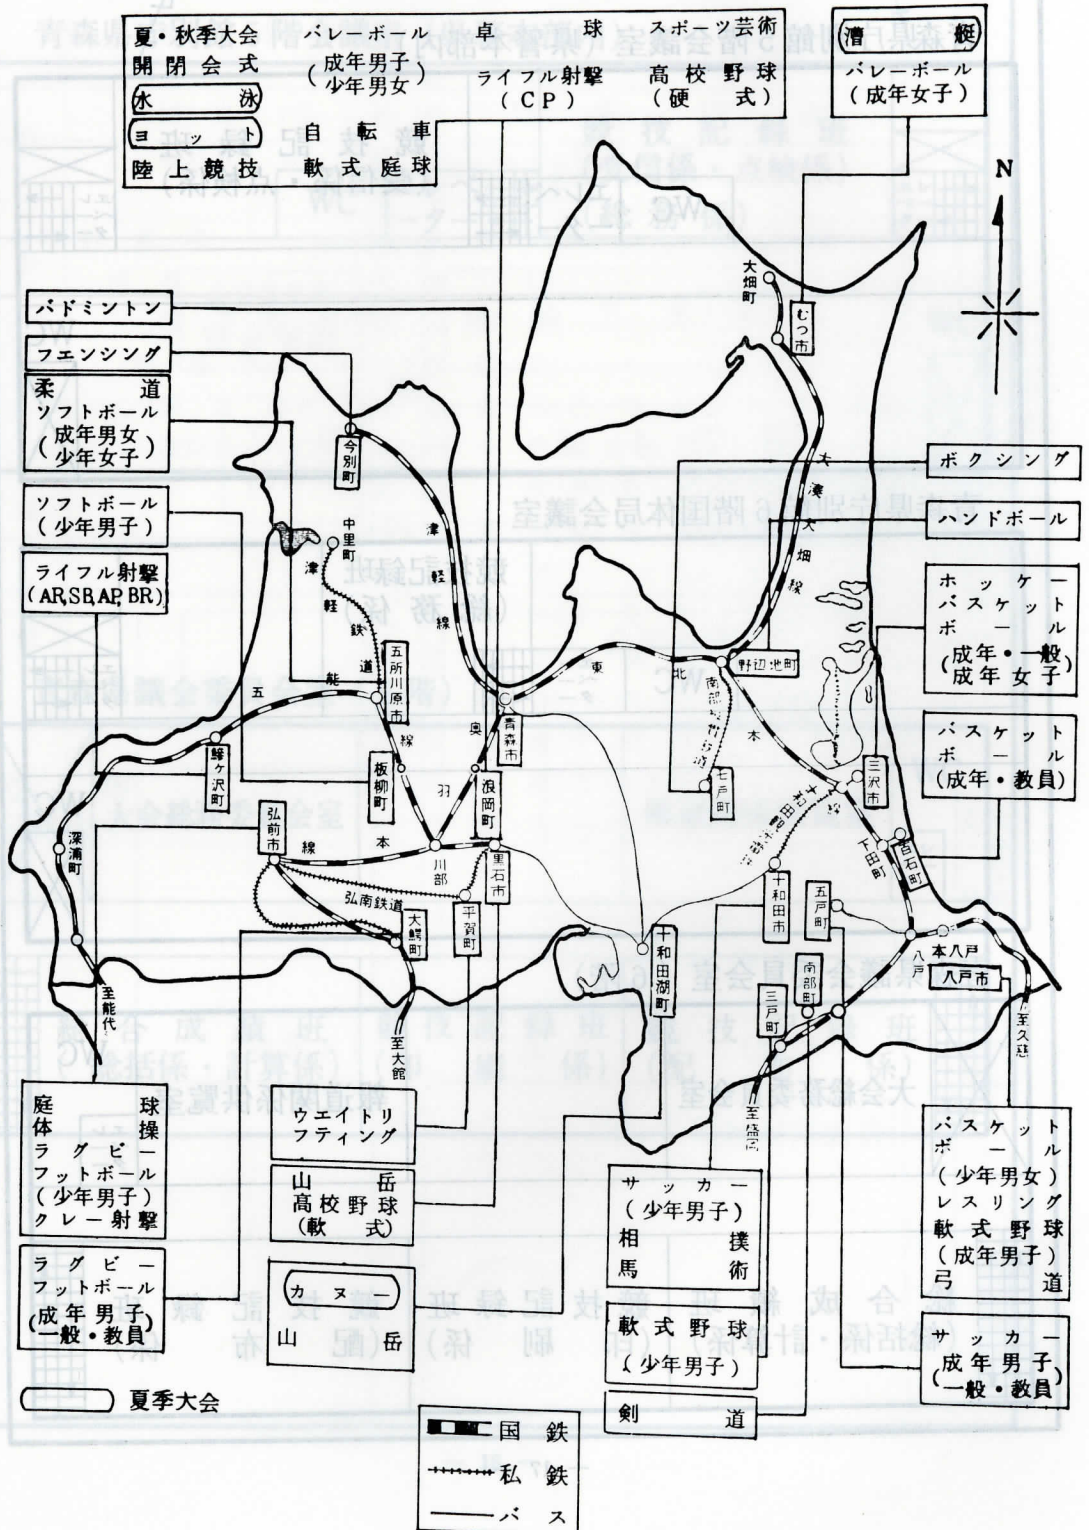 夏・秋季大会 バレーボール 卓球 スポーツ芸術
開閉会式 (成年男子 少年男女) ライフル射撃 高校野球
水泳 (CP) (硬式)
ヨット 自転車
陸上競技 軟式庭球
漕艇
バレーボール
(成年女子)
N
大畑町
むつ市
バドミントン
フエンシング
柔道
ソフトボール
(成年男女
少年女子)
ソフトボール
(少年男子)
ライフル射撃
(AR,SB,AP,BR)
今別町
中里町
津軽線
津軽鉄道
五所川原市
五能線
鰺ヶ沢町
板柳町
深浦町
弘前市
奥羽本線
浪岡町
青森市
川部
黒石市
弘南鉄道
平賀町
大鰐町
至能代
至大館
大湊
大畑線
東北本線
野辺地町
七戸町
三沢市
下田町
百石町
十和田市
五戸町
十和田湖町
南部町
三戸町
八戸
本八戸
八戸市
至久慈
至盛岡
ボクシング
ハンドボール
ホッケー
バスケット
ボール
(成年・一般
成年女子)
バスケット
ボール
(成年・教員)
庭球
体操
ラグビー
フットボール
(少年男子)
クレー射撃
ラグビー
フットボール
(成年男子
一般・教員)
ウエイトリ
フティング
山岳
高校野球
(軟式)
カヌー
山岳
サッカー
(少年男子)
相撲
馬術
軟式野球
(少年男子)
剣道
バスケット
ボール
(少年男女)
レスリング
軟式野球
(成年男子)
弓道
サッカー
(成年男子
一般・教員)
夏季大会
国鉄
私鉄
バス